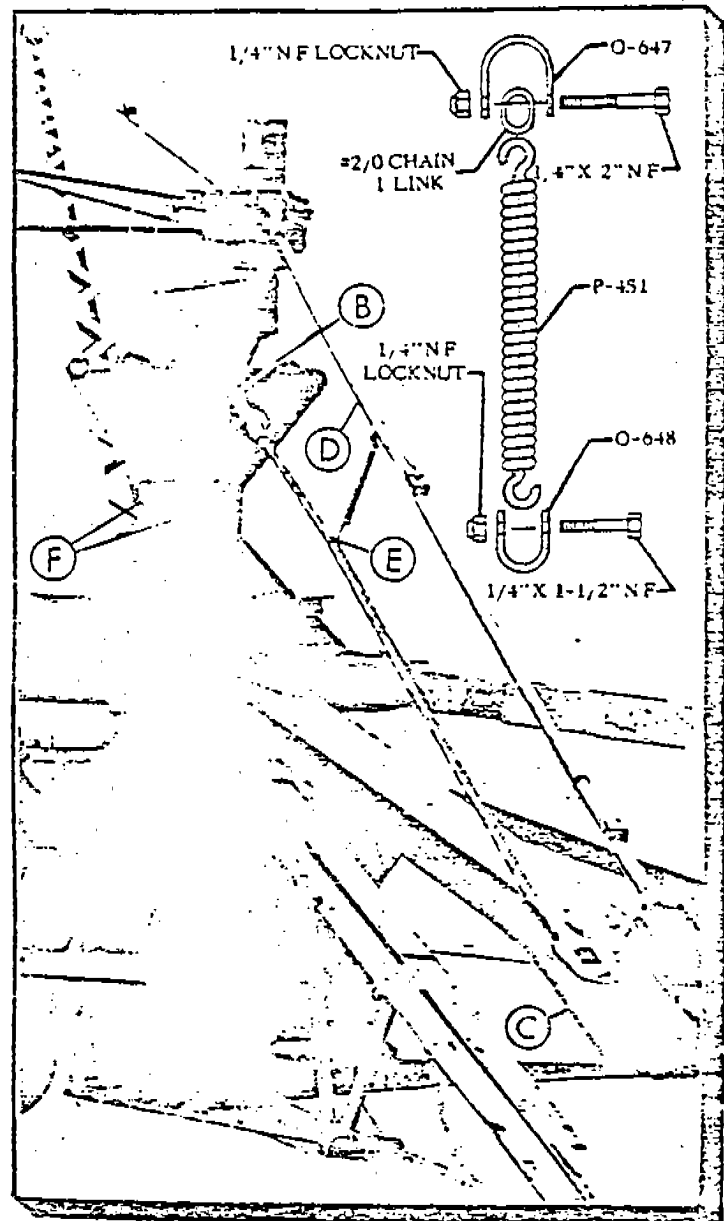 1/4" N F LOCKNUT
O-647
#2/0 CHAIN
1 LINK
1/4" X 2" N F
B
P-451
1/4" N F
LOCKNUT
D
O-648
F
E
1/4" X 1-1/2" N F
C